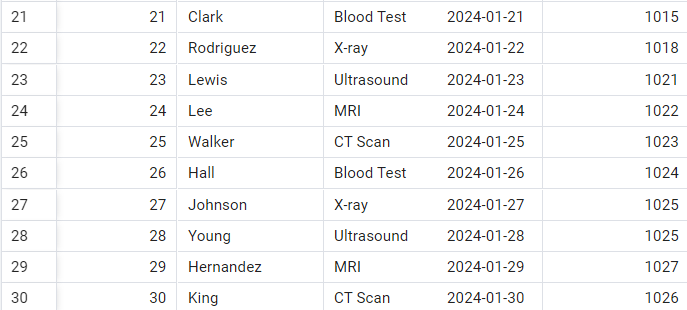 21 21 Clark Blood Test 2024-01-21 1015
22 22 Rodriguez X-ray 2024-01-22 1018
23 23 Lewis Ultrasound 2024-01-23 1021
24 24 Lee MRI 2024-01-24 1022
25 25 Walker CT Scan 2024-01-25 1023
26 26 Hall Blood Test 2024-01-26 1024
27 27 Johnson X-ray 2024-01-27 1025
28 28 Young Ultrasound 2024-01-28 1025
29 29 Hernandez MRI 2024-01-29 1027
30 30 King CT Scan 2024-01-30 1026